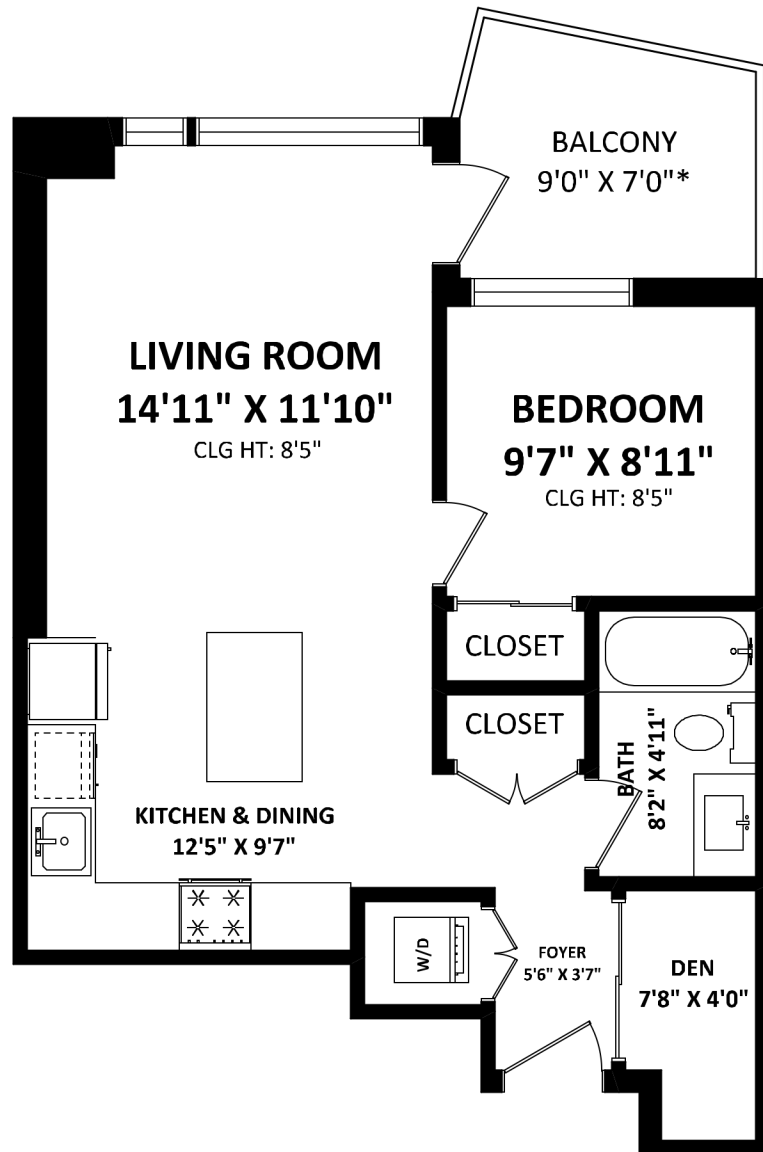 BALCONY
9'0" X 7'0"*
LIVING ROOM
14'11" X 11'10"
CLG HT: 8'5"
BEDROOM
9'7" X 8'11"
CLG HT: 8'5"
CLOSET
CLOSET
BATH
8'2" X 4'11"
KITCHEN & DINING
12'5" X 9'7"
W/D
FOYER
5'6" X 3'7"
DEN
7'8" X 4'0"